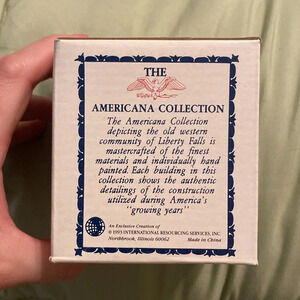 THE
AMERICANA COLLECTION
The Americana Collection
depicting the old western
community of Liberty Falls is
mastercrafted of the finest
materials and individually hand
painted. Each building in this
collection shows the authentic
detailings of the construction
utilized during America's
"growing years"
An Exclusive Creation of
© 1993 INTERNATIONAL RESOURCING SERVICES, INC.
Northbrook, Illinois 60062 Made in China